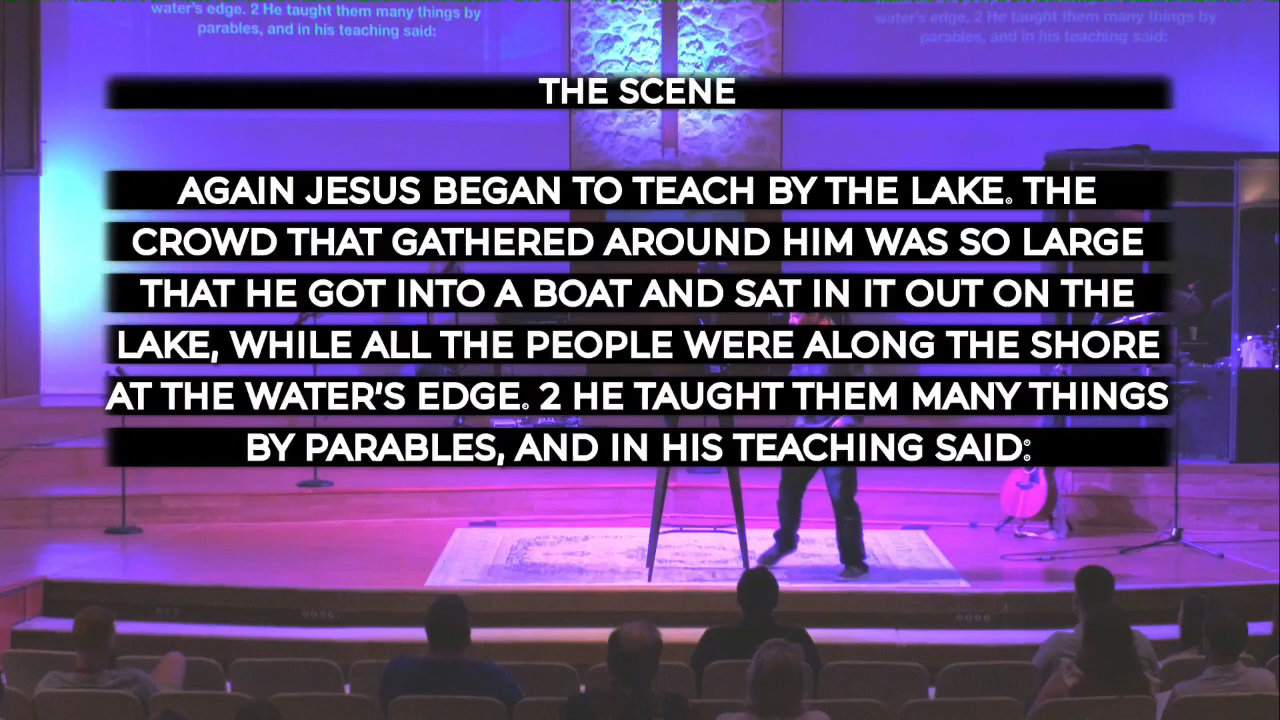 water's edge. 2 He taught them many things by
parables, and in his teaching said:
water's edge. 2 He taught them many things by
parables, and in his teaching said:
THE SCENE
AGAIN JESUS BEGAN TO TEACH BY THE LAKE. THE
CROWD THAT GATHERED AROUND HIM WAS SO LARGE
THAT HE GOT INTO A BOAT AND SAT IN IT OUT ON THE
LAKE, WHILE ALL THE PEOPLE WERE ALONG THE SHORE
AT THE WATER'S EDGE. 2 HE TAUGHT THEM MANY THINGS
BY PARABLES, AND IN HIS TEACHING SAID: